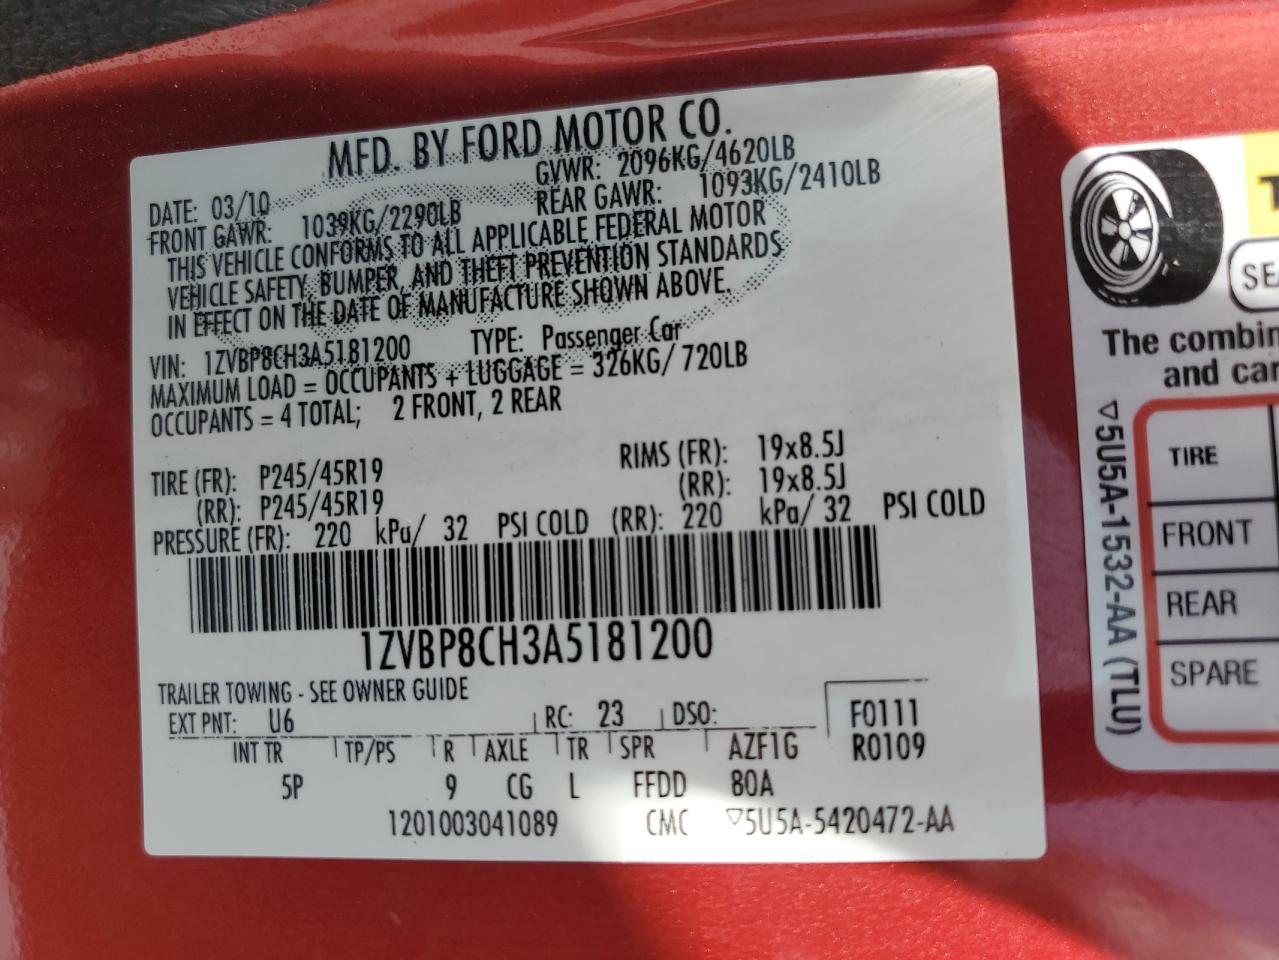 MFD. BY FORD MOTOR CO.
DATE: 03/10 GVWR: 2096KG/4620LB
FRONT GAWR: 1039KG/2290LB REAR GAWR: 1093KG/2410LB
THIS VEHICLE CONFORMS TO ALL APPLICABLE FEDERAL MOTOR
VEHICLE SAFETY, BUMPER, AND THEFT PREVENTION STANDARDS
IN EFFECT ON THE DATE OF MANUFACTURE SHOWN ABOVE.
VIN: 1ZVBP8CH3A5181200 TYPE: Passenger Car
MAXIMUM LOAD = OCCUPANTS + LUGGAGE = 326KG/ 720LB
OCCUPANTS = 4 TOTAL; 2 FRONT, 2 REAR
TIRE (FR): P245/45R19 RIMS (FR): 19x8.5J
(RR): P245/45R19 (RR): 19x8.5J
PRESSURE (FR): 220 kPa/ 32 PSI COLD (RR): 220 kPa/ 32 PSI COLD
1ZVBP8CH3A5181200
TRAILER TOWING - SEE OWNER GUIDE
EXT PNT: U6 RC: 23 DSO: F0111
INT TR TP/PS R AXLE TR SPR AZF1G R0109
5P 9 CG L FFDD 80A
1201003041089 CMC ▽5U5A-5420472-AA
The
and
▽5U5A-1532-AA (TLU)
TIRE
FRONT
REAR
SPARE